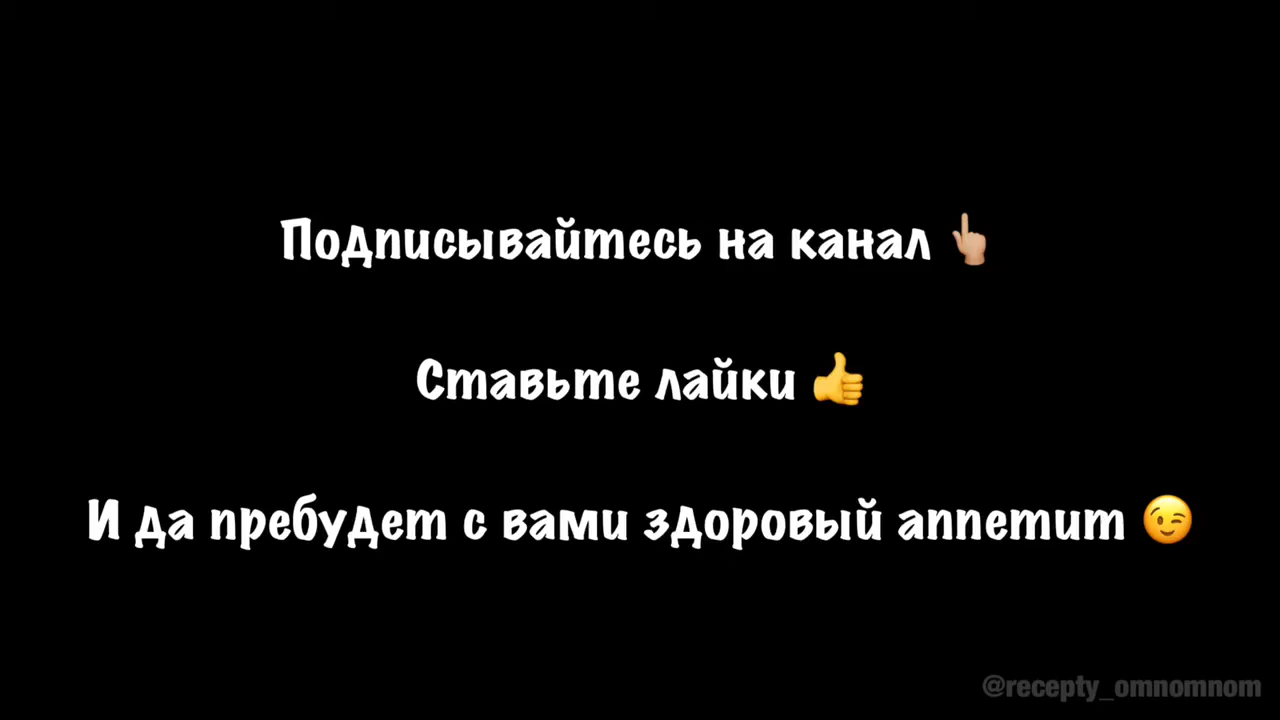 Подписывайтесь на канал 👆🏼
Ставьте лайки 👍
И да пребудет с вами здоровый аппетит 😉
@recepty_omnomnom